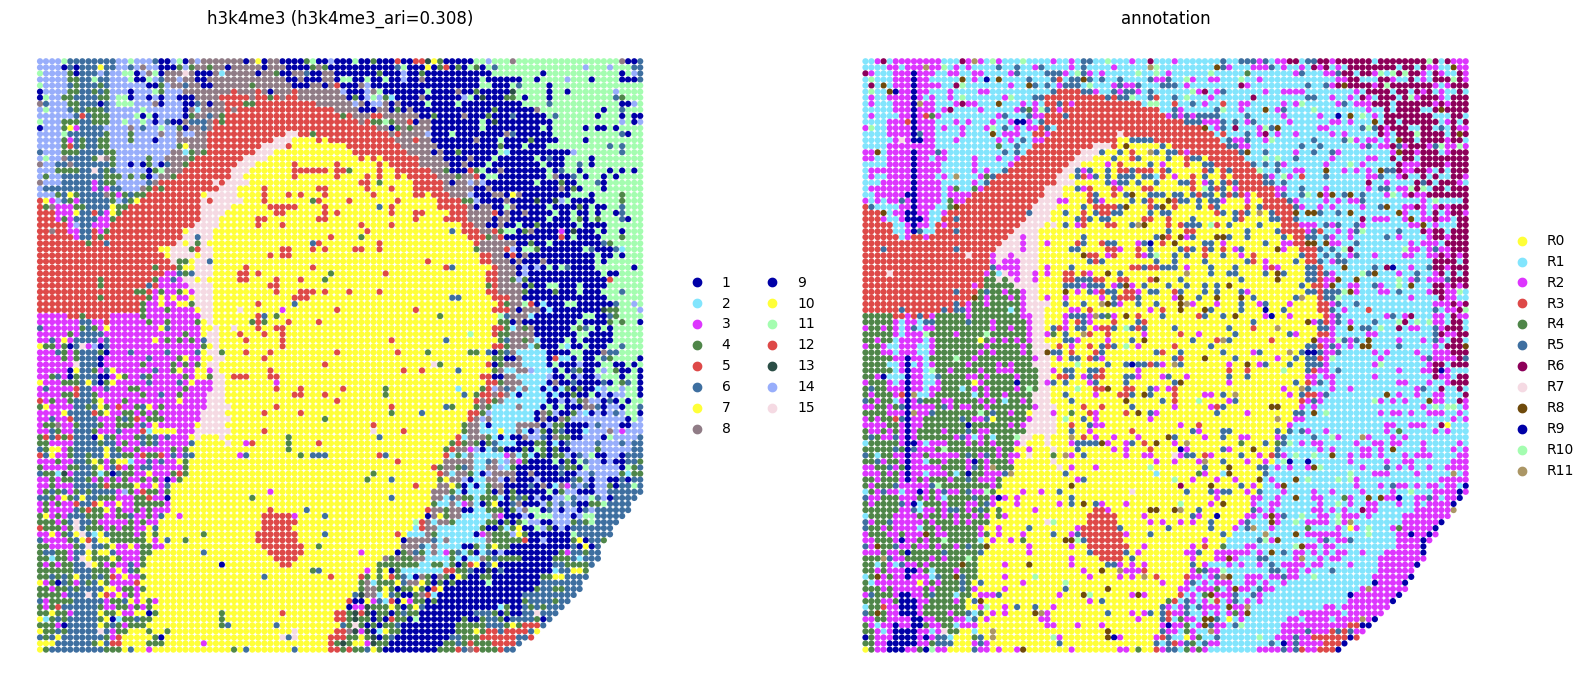 h3k4me3 (h3k4me3_ari=0.308)
annotation
1 9
2 10
3 11
4 12
5 13
6 14
7 15
8
R0
R1
R2
R3
R4
R5
R6
R7
R8
R9
R10
R11